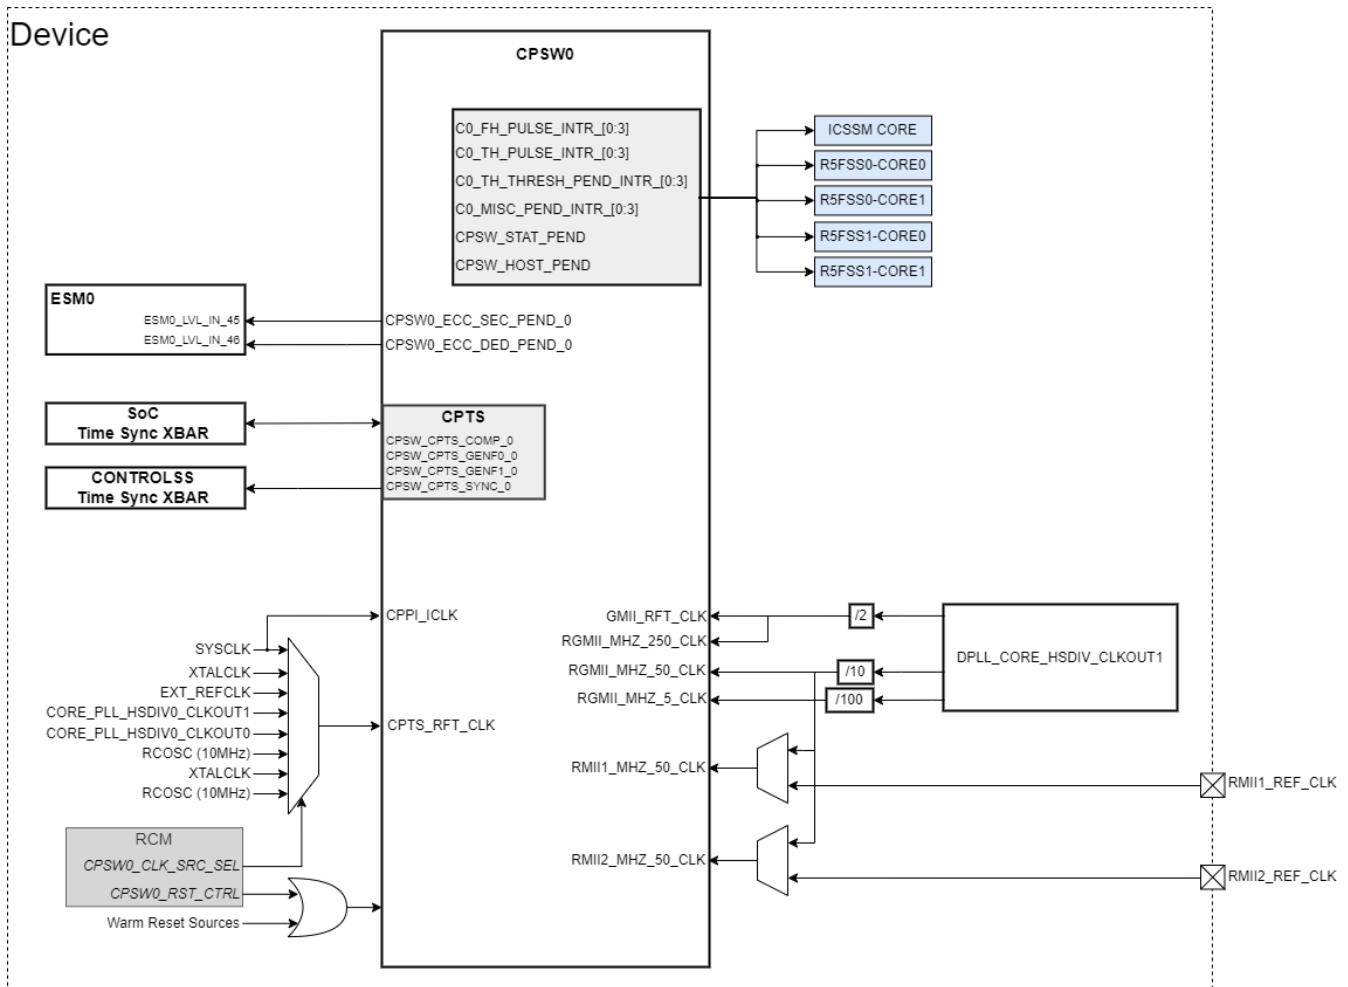 Device
CPSW0
C0_FH_PULSE_INTR_[0:3]
C0_TH_PULSE_INTR_[0:3]
C0_TH_THRESH_PEND_INTR_[0:3]
C0_MISC_PEND_INTR_[0:3]
CPSW_STAT_PEND
CPSW_HOST_PEND
ICSSM CORE
R5FSS0-CORE0
R5FSS0-CORE1
R5FSS1-CORE0
R5FSS1-CORE1
ESM0
ESM0_LVL_IN_45
ESM0_LVL_IN_46
CPSW0_ECC_SEC_PEND_0
CPSW0_ECC_DED_PEND_0
SoC
Time Sync XBAR
CONTROLSS
Time Sync XBAR
CPTS
CPSW_CPTS_COMP_0
CPSW_CPTS_GENF0_0
CPSW_CPTS_GENF1_0
CPSW_CPTS_SYNC_0
CPPI_ICLK
SYSCLK
XTALCLK
EXT_REFCLK
CORE_PLL_HSDIV0_CLKOUT1
CORE_PLL_HSDIV0_CLKOUT0
RCOSC (10MHz)
XTALCLK
RCOSC (10MHz)
CPTS_RFT_CLK
RCM
CPSW0_CLK_SRC_SEL
CPSW0_RST_CTRL
Warm Reset Sources
GMII_RFT_CLK
RGMII_MHZ_250_CLK
RGMII_MHZ_50_CLK
RGMII_MHZ_5_CLK
RMII1_MHZ_50_CLK
RMII2_MHZ_50_CLK
/2
/10
/100
DPLL_CORE_HSDIV_CLKOUT1
RMII1_REF_CLK
RMII2_REF_CLK